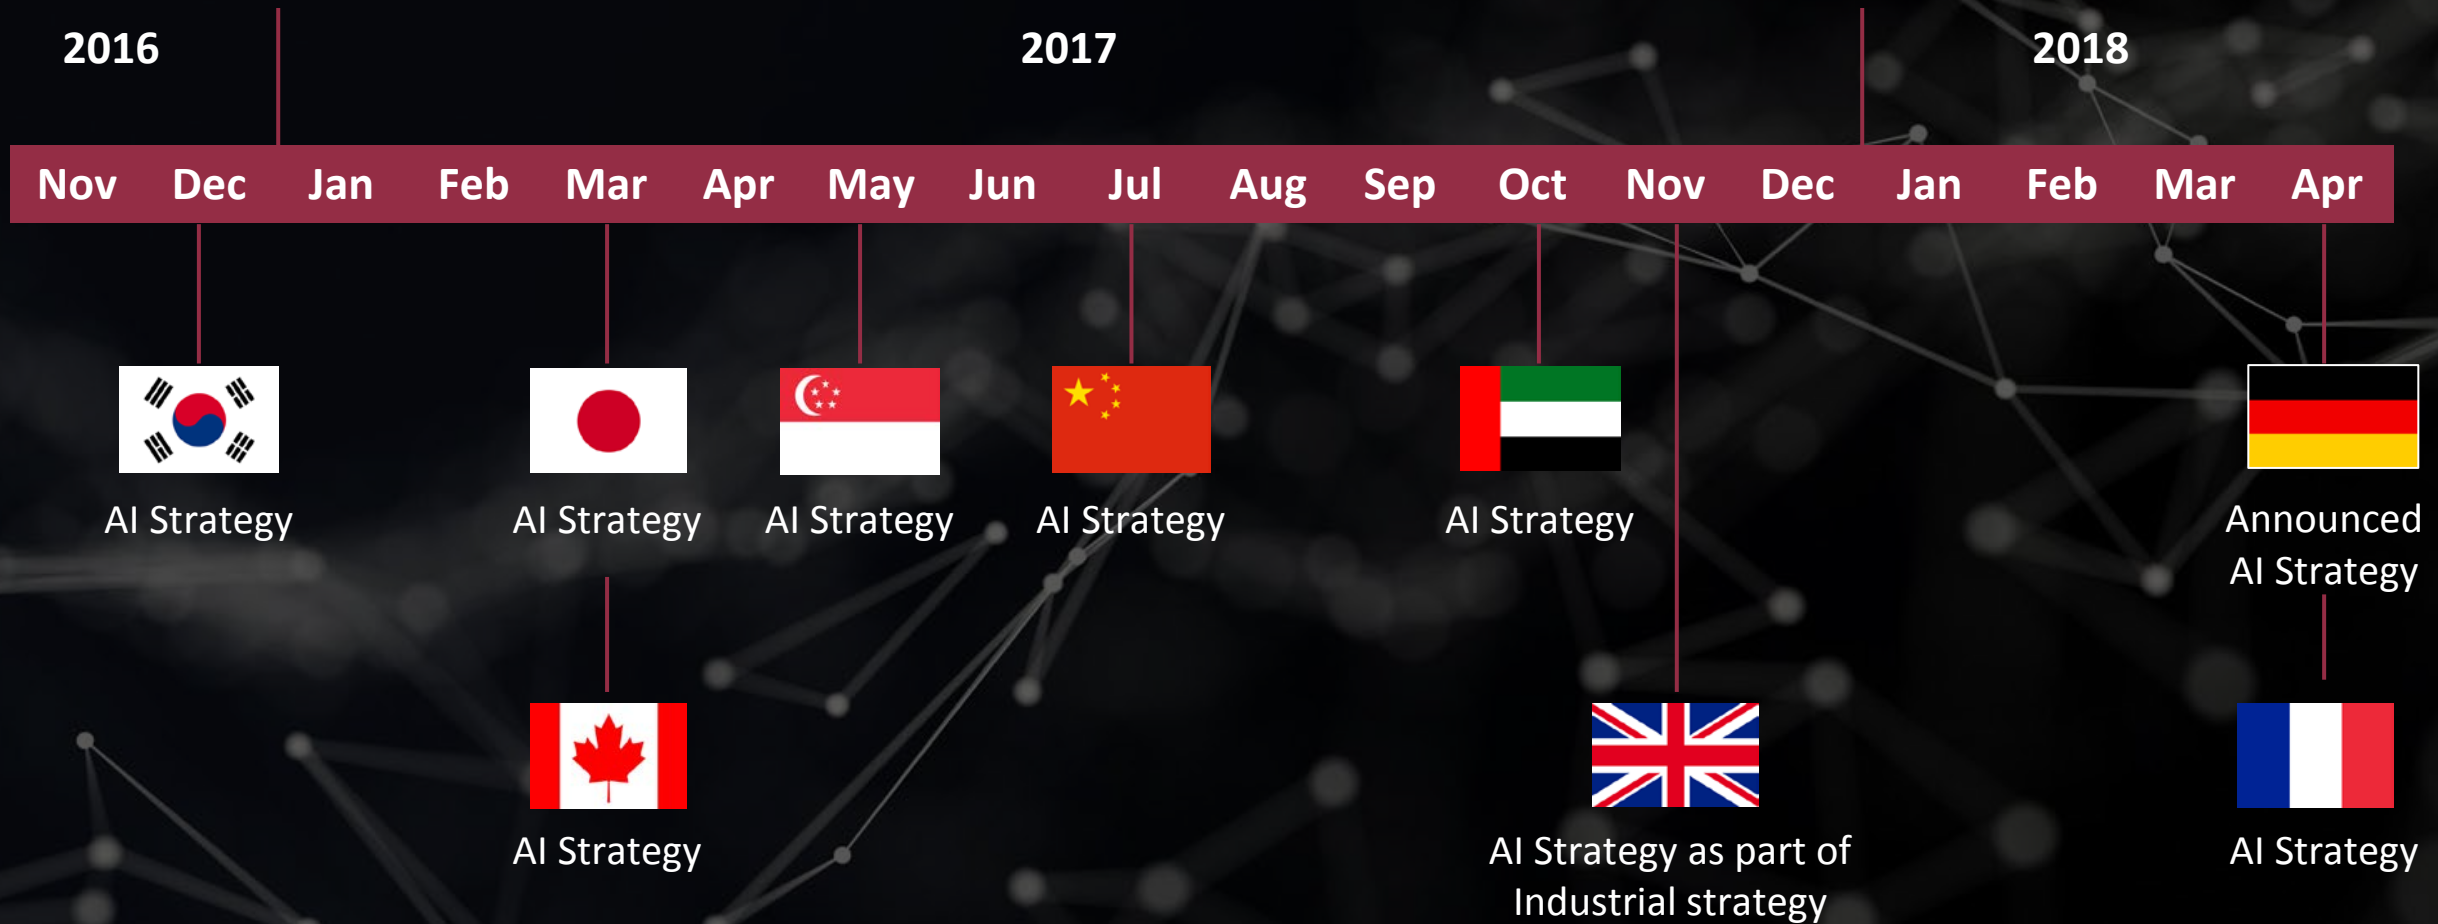 2016 2017 2018
Nov Dec Jan Feb Mar Apr May Jun Jul Aug Sep Oct Nov Dec Jan Feb Mar Apr
AI Strategy
AI Strategy
AI Strategy
AI Strategy
AI Strategy
Announced
AI Strategy
AI Strategy
AI Strategy as part of
Industrial strategy
AI Strategy